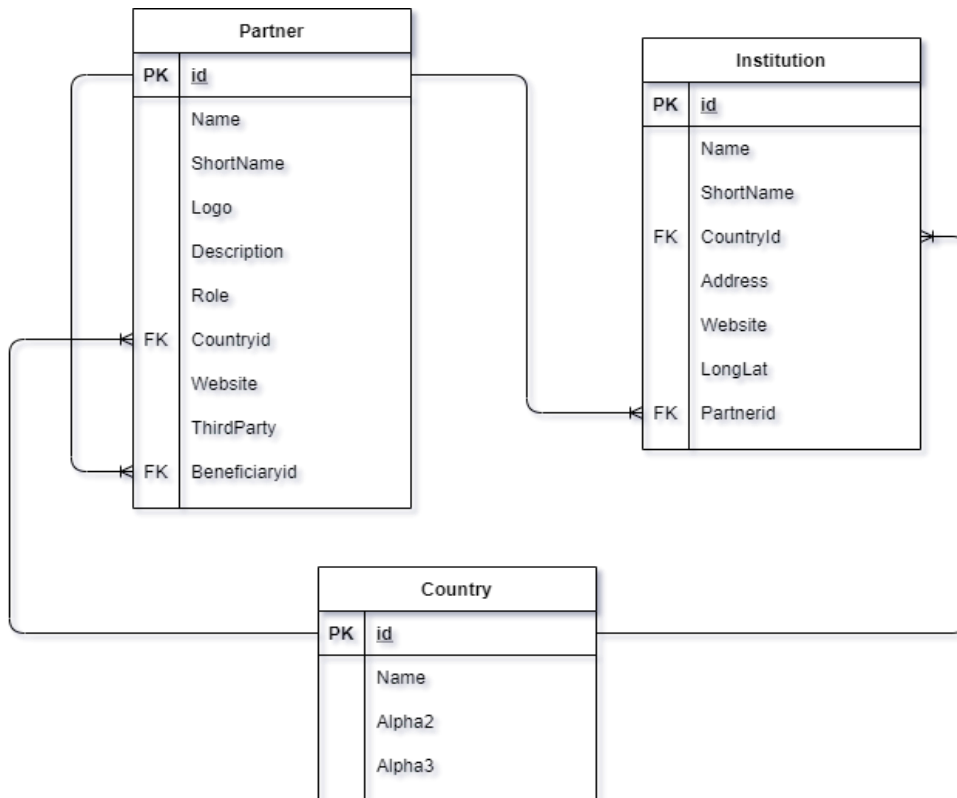 Partner
PK id
Name
ShortName
Logo
Description
Role
FK Countryid
Website
ThirdParty
FK Beneficiaryid
Institution
PK id
Name
ShortName
FK CountryId
Address
Website
LongLat
FK Partnerid
Country
PK id
Name
Alpha2
Alpha3